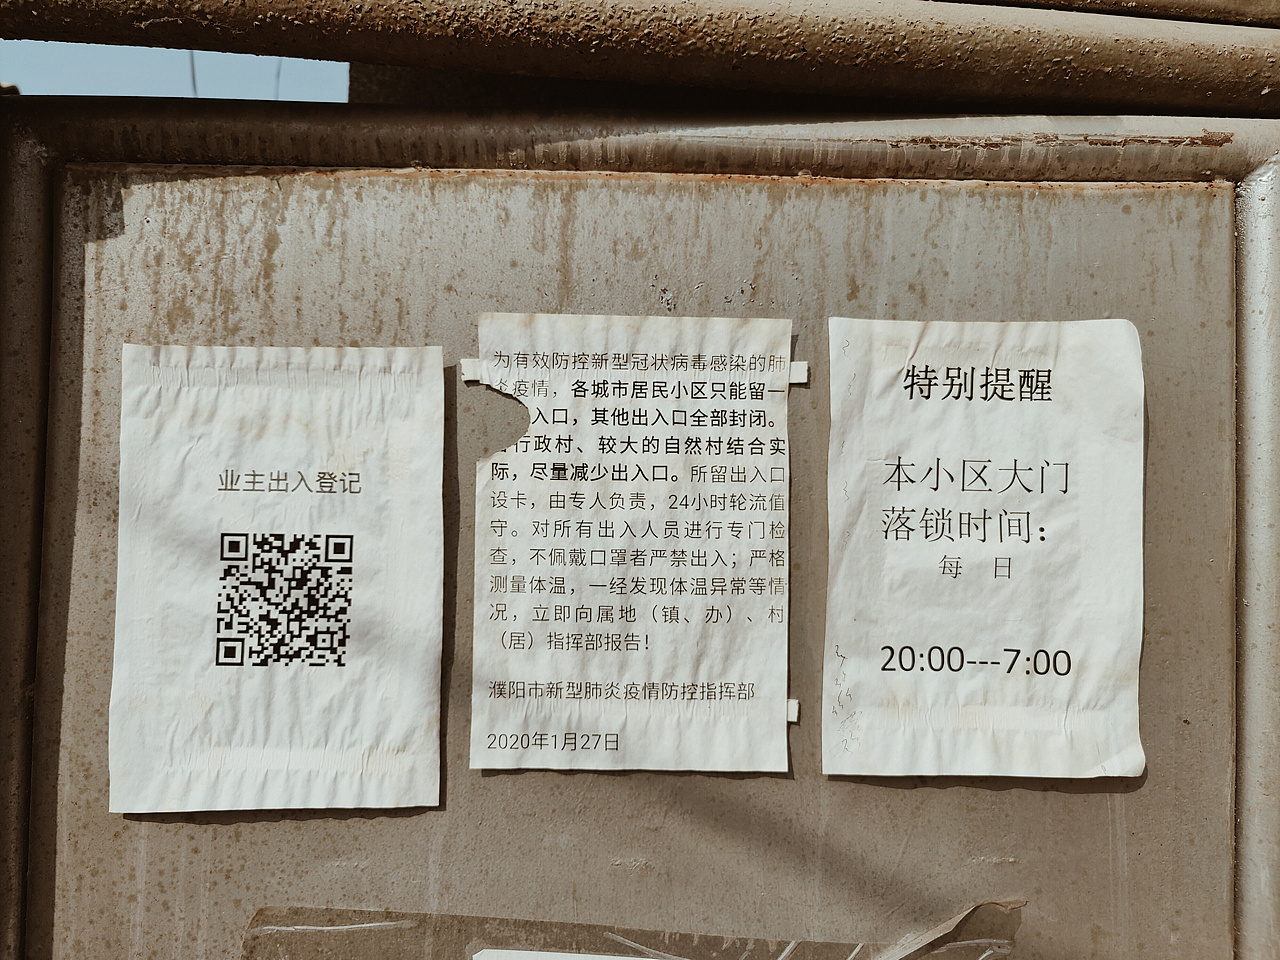 业主出入登记
为有效防控新型冠状病毒感染的肺
炎疫情，各城市居民小区只能留一
入口，其他出入口全部封闭。
行政村、较大的自然村结合实
际，尽量减少出入口。所留出入口
设卡，由专人负责，24小时轮流值
守。对所有出入人员进行专门检
查，不佩戴口罩者严禁出入；严格
测量体温，一经发现体温异常等情
况，立即向属地（镇、办）、村
（居）指挥部报告！
濮阳市新型肺炎疫情防控指挥部
2020年1月27日
特别提醒
本小区大门
落锁时间：
每 日
20:00---7:00